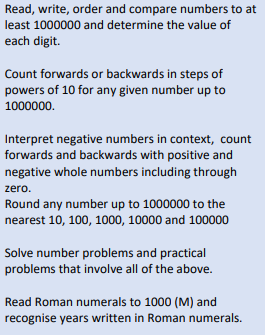 Read, write, order and compare numbers to at
least 1000000 and determine the value of
each digit.
Count forwards or backwards in steps of
powers of 10 for any given number up to
1000000.
Interpret negative numbers in context, count
forwards and backwards with positive and
negative whole numbers including through
zero.
Round any number up to 1000000 to the
nearest 10, 100, 1000, 10000 and 100000
Solve number problems and practical
problems that involve all of the above.
Read Roman numerals to 1000 (M) and
recognise years written in Roman numerals.